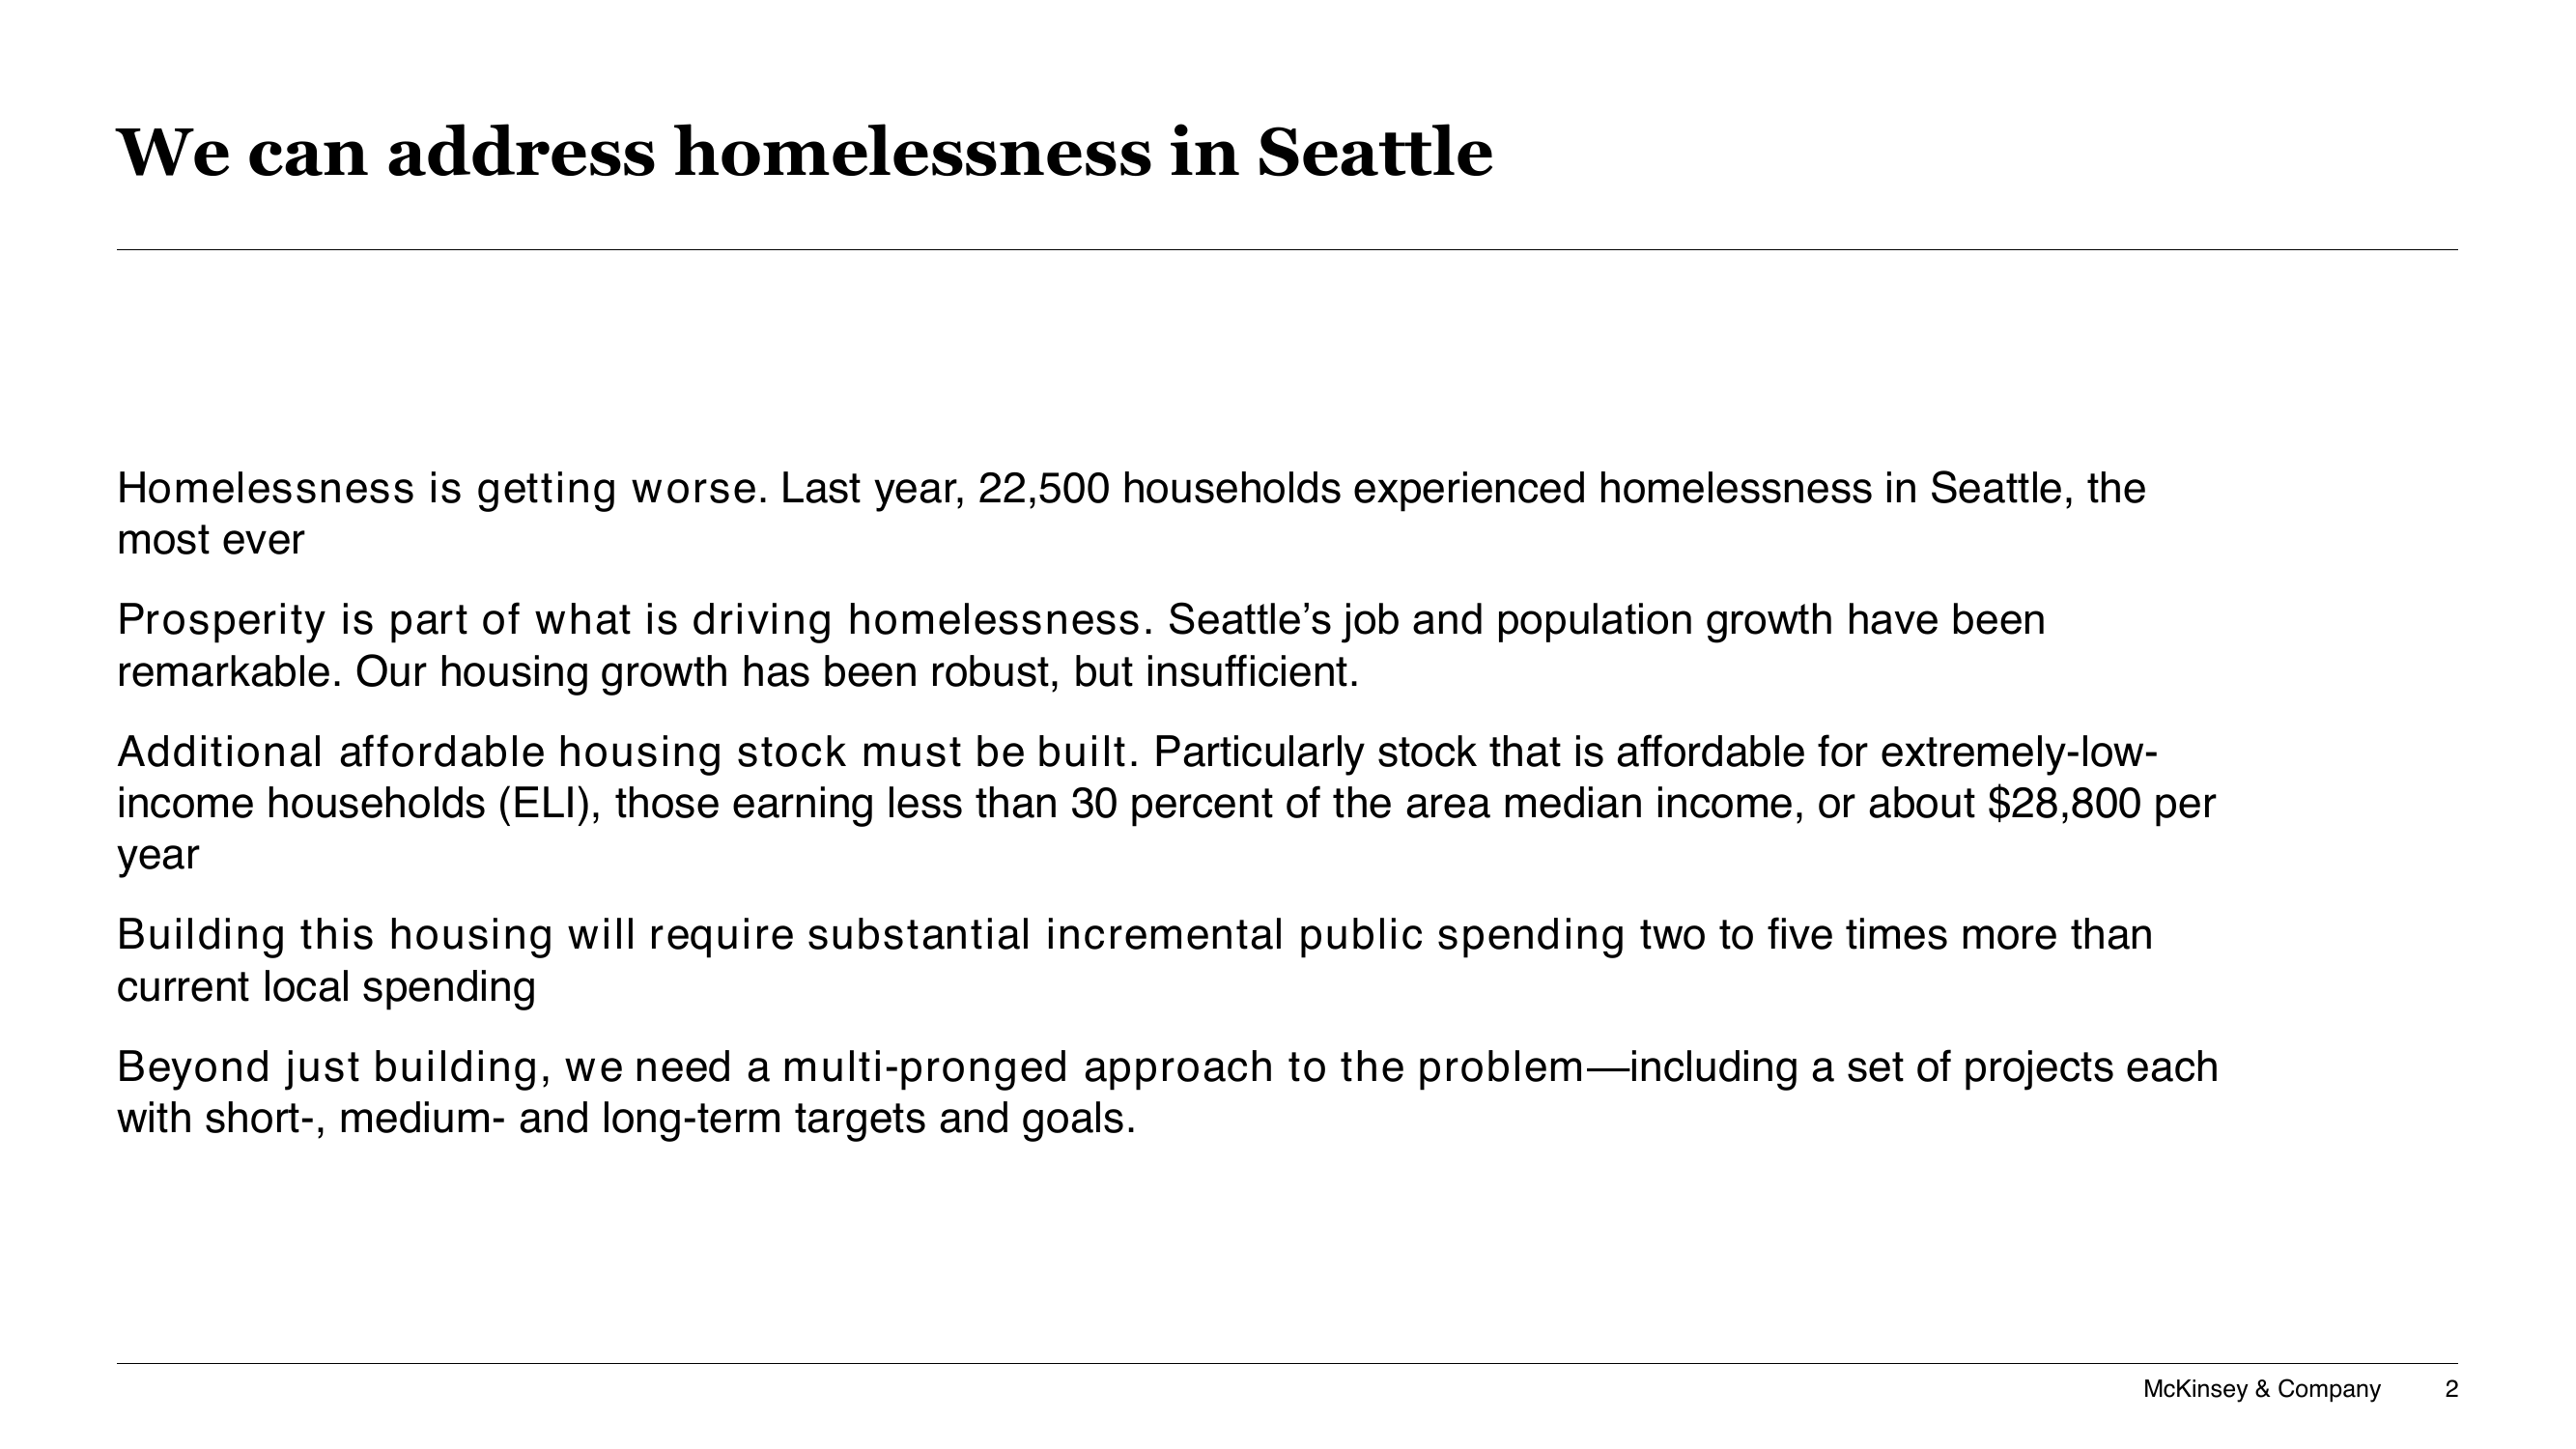 We can address homelessness in Seattle
Homelessness is getting worse. Last year, 22,500 households experienced homelessness in Seattle, the
most ever
Prosperity is part of what is driving homelessness. Seattle’s job and population growth have been
remarkable. Our housing growth has been robust, but insufficient.
Additional affordable housing stock must be built. Particularly stock that is affordable for extremely-low-
income households (ELI), those earning less than 30 percent of the area median income, or about $28,800 per
year
Building this housing will require substantial incremental public spending two to five times more than
current local spending
Beyond just building, we need a multi-pronged approach to the problem—including a set of projects each
with short-, medium- and long-term targets and goals.
McKinsey & Company 2